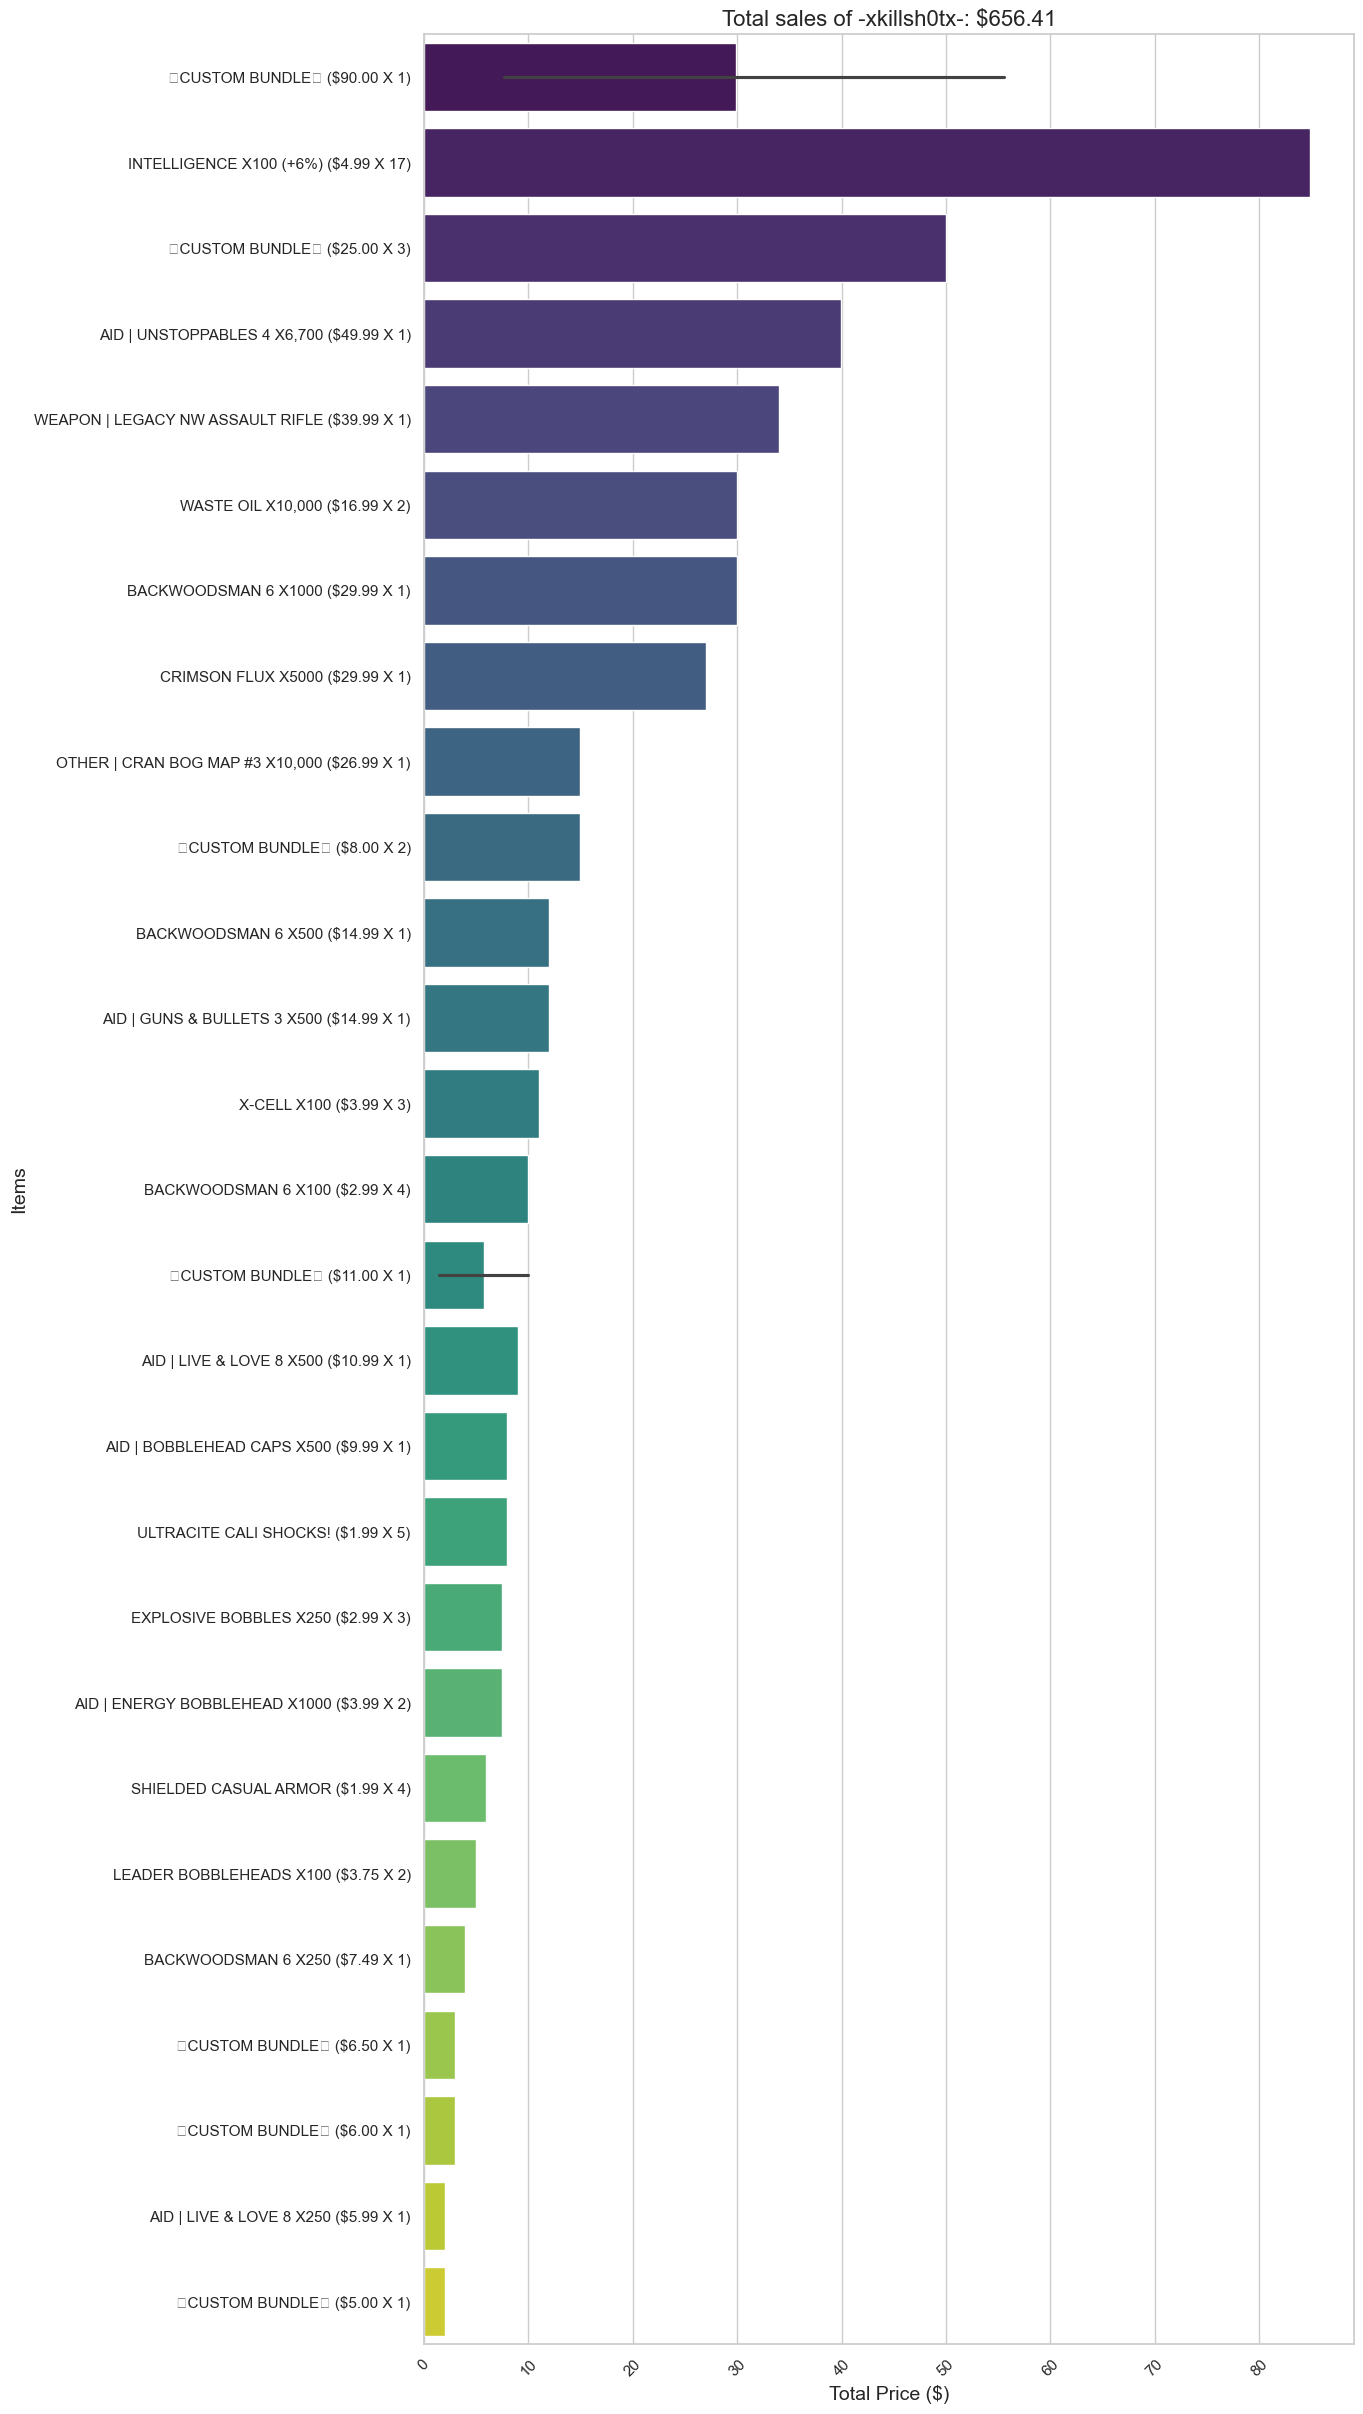 Total sales of -xkillsh0tx-: $656.41
▯CUSTOM BUNDLE▯ ($90.00 X 1)
INTELLIGENCE X100 (+6%) ($4.99 X 17)
▯CUSTOM BUNDLE▯ ($25.00 X 3)
AID | UNSTOPPABLES 4 X6,700 ($49.99 X 1)
WEAPON | LEGACY NW ASSAULT RIFLE ($39.99 X 1)
WASTE OIL X10,000 ($16.99 X 2)
BACKWOODSMAN 6 X1000 ($29.99 X 1)
CRIMSON FLUX X5000 ($29.99 X 1)
OTHER | CRAN BOG MAP #3 X10,000 ($26.99 X 1)
▯CUSTOM BUNDLE▯ ($8.00 X 2)
BACKWOODSMAN 6 X500 ($14.99 X 1)
AID | GUNS & BULLETS 3 X500 ($14.99 X 1)
X-CELL X100 ($3.99 X 3)
BACKWOODSMAN 6 X100 ($2.99 X 4)
▯CUSTOM BUNDLE▯ ($11.00 X 1)
AID | LIVE & LOVE 8 X500 ($10.99 X 1)
AID | BOBBLEHEAD CAPS X500 ($9.99 X 1)
ULTRACITE CALI SHOCKS! ($1.99 X 5)
EXPLOSIVE BOBBLES X250 ($2.99 X 3)
AID | ENERGY BOBBLEHEAD X1000 ($3.99 X 2)
SHIELDED CASUAL ARMOR ($1.99 X 4)
LEADER BOBBLEHEADS X100 ($3.75 X 2)
BACKWOODSMAN 6 X250 ($7.49 X 1)
▯CUSTOM BUNDLE▯ ($6.50 X 1)
▯CUSTOM BUNDLE▯ ($6.00 X 1)
AID | LIVE & LOVE 8 X250 ($5.99 X 1)
▯CUSTOM BUNDLE▯ ($5.00 X 1)
Items
0 10 20 30 40 50 60 70 80
Total Price ($)